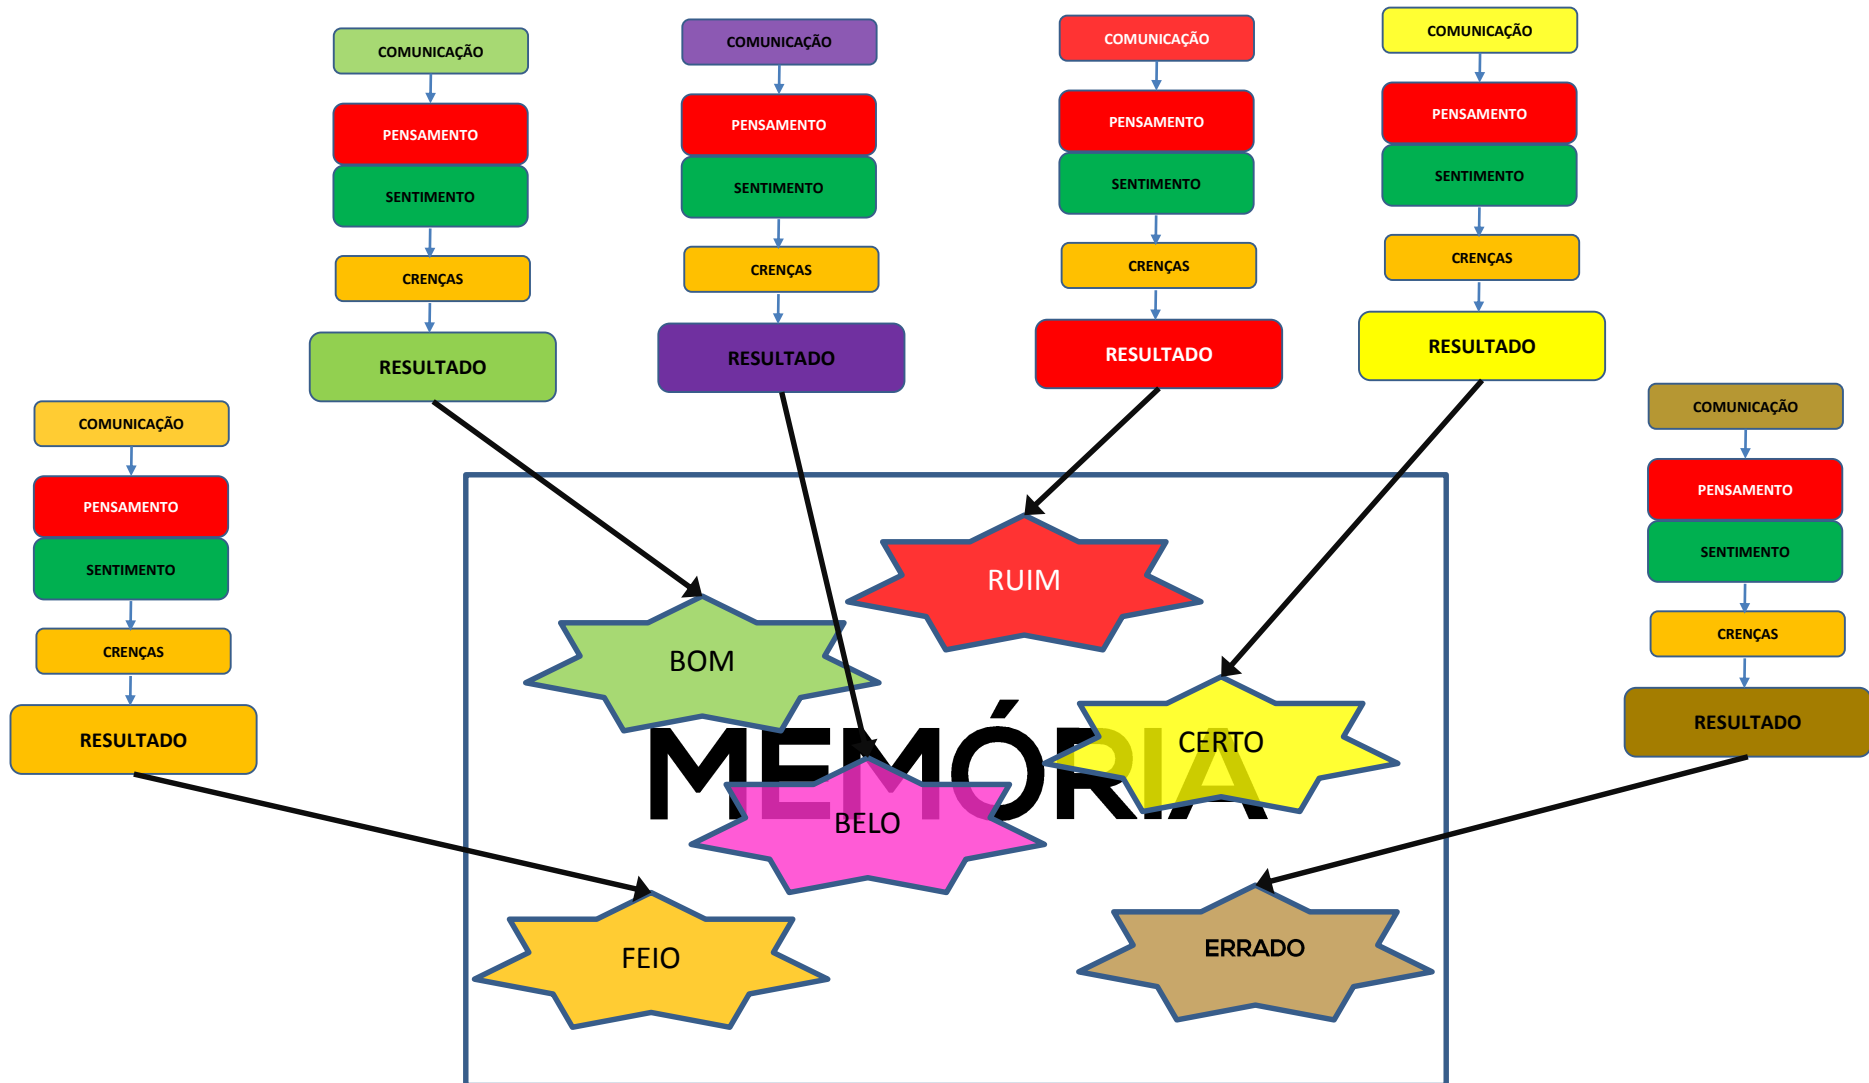 COMUNICAÇÃO
PENSAMENTO
SENTIMENTO
CRENÇAS
RESULTADO
COMUNICAÇÃO
PENSAMENTO
SENTIMENTO
CRENÇAS
RESULTADO
COMUNICAÇÃO
PENSAMENTO
SENTIMENTO
CRENÇAS
RESULTADO
COMUNICAÇÃO
PENSAMENTO
SENTIMENTO
CRENÇAS
RESULTADO
COMUNICAÇÃO
PENSAMENTO
SENTIMENTO
CRENÇAS
RESULTADO
COMUNICAÇÃO
PENSAMENTO
SENTIMENTO
CRENÇAS
RESULTADO
RUIM
BOM
CERTO
MEMÓRIA
BELO
FEIO
ERRADO